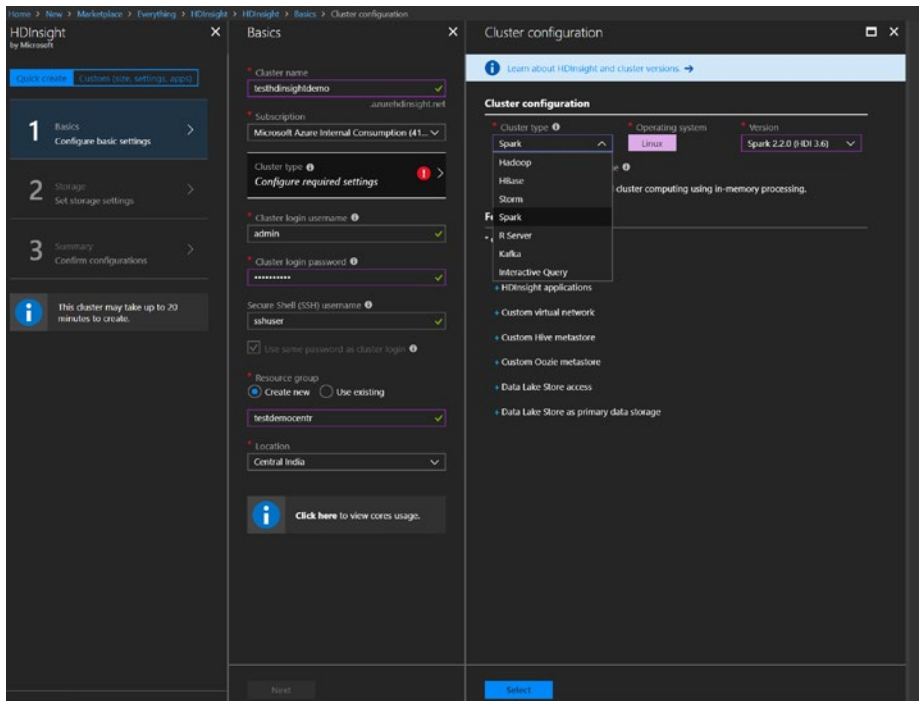 Home > New > Marketplace > Everything > HDInsight > HDInsight > Basics > Cluster configuration
HDInsight
by Microsoft
Quick create
Custom (size, settings, apps)
1
Basics
Configure basic settings
2
Storage
Set storage settings
3
Summary
Confirm configurations
This cluster may take up to 20
minutes to create.
Basics
* Cluster name
testhdinsightdemo
.azurehdinsight.net
* Subscription
Microsoft Azure Internal Consumption (41...
Cluster type
Configure required settings
* Cluster login username
admin
* Cluster login password
••••••••••
Secure Shell (SSH) username
sshuser
Use same password as cluster login
* Resource group
Create new
Use existing
testdemocentr
* Location
Central India
Click here to view cores usage.
Next
Cluster configuration
Learn about HDInsight and cluster versions. →
Cluster configuration
* Cluster type
* Operating system
* Version
Spark
Linux
Spark 2.2.0 (HDI 3.6)
Hadoop
HBase
Storm
cluster computing using in-memory processing.
Spark
R Server
Kafka
Interactive Query
+ HDInsight applications
+ Custom virtual network
+ Custom Hive metastore
+ Custom Oozie metastore
+ Data Lake Store access
+ Data Lake Store as primary data storage
Select